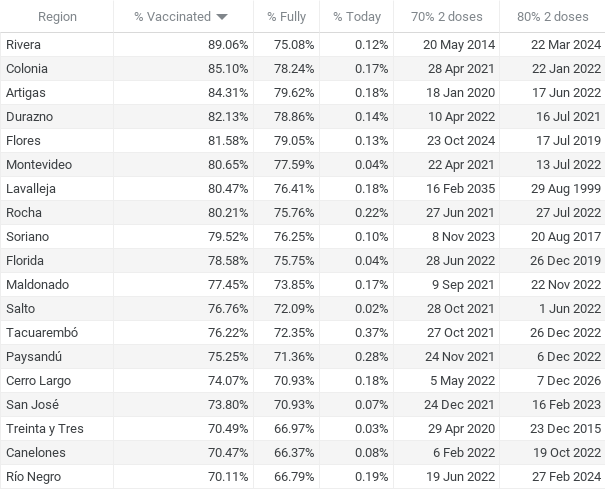 Region % Vaccinated % Fully % Today 70% 2 doses 80% 2 doses
Rivera 89.06% 75.08% 0.12% 20 May 2014 22 Mar 2024
Colonia 85.10% 78.24% 0.17% 28 Apr 2021 22 Jan 2022
Artigas 84.31% 79.62% 0.18% 18 Jan 2020 17 Jun 2022
Durazno 82.13% 78.86% 0.14% 10 Apr 2022 16 Jul 2021
Flores 81.58% 79.05% 0.13% 23 Oct 2024 17 Jul 2019
Montevideo 80.65% 77.59% 0.04% 22 Apr 2021 13 Jul 2022
Lavalleja 80.47% 76.41% 0.18% 16 Feb 2035 29 Aug 1999
Rocha 80.21% 75.76% 0.22% 27 Jun 2021 27 Jul 2022
Soriano 79.52% 76.25% 0.10% 8 Nov 2023 20 Aug 2017
Florida 78.58% 75.75% 0.04% 28 Jun 2022 26 Dec 2019
Maldonado 77.45% 73.85% 0.17% 9 Sep 2021 22 Nov 2022
Salto 76.76% 72.09% 0.02% 28 Oct 2021 1 Jun 2022
Tacuarembó 76.22% 72.35% 0.37% 27 Oct 2021 26 Dec 2022
Paysandú 75.25% 71.36% 0.28% 24 Nov 2021 6 Dec 2022
Cerro Largo 74.07% 70.93% 0.18% 5 May 2022 7 Dec 2026
San José 73.80% 70.93% 0.07% 24 Dec 2021 16 Feb 2023
Treinta y Tres 70.49% 66.97% 0.03% 29 Apr 2020 23 Dec 2015
Canelones 70.47% 66.37% 0.08% 6 Feb 2022 19 Oct 2022
Río Negro 70.11% 66.79% 0.19% 19 Jun 2022 27 Feb 2024